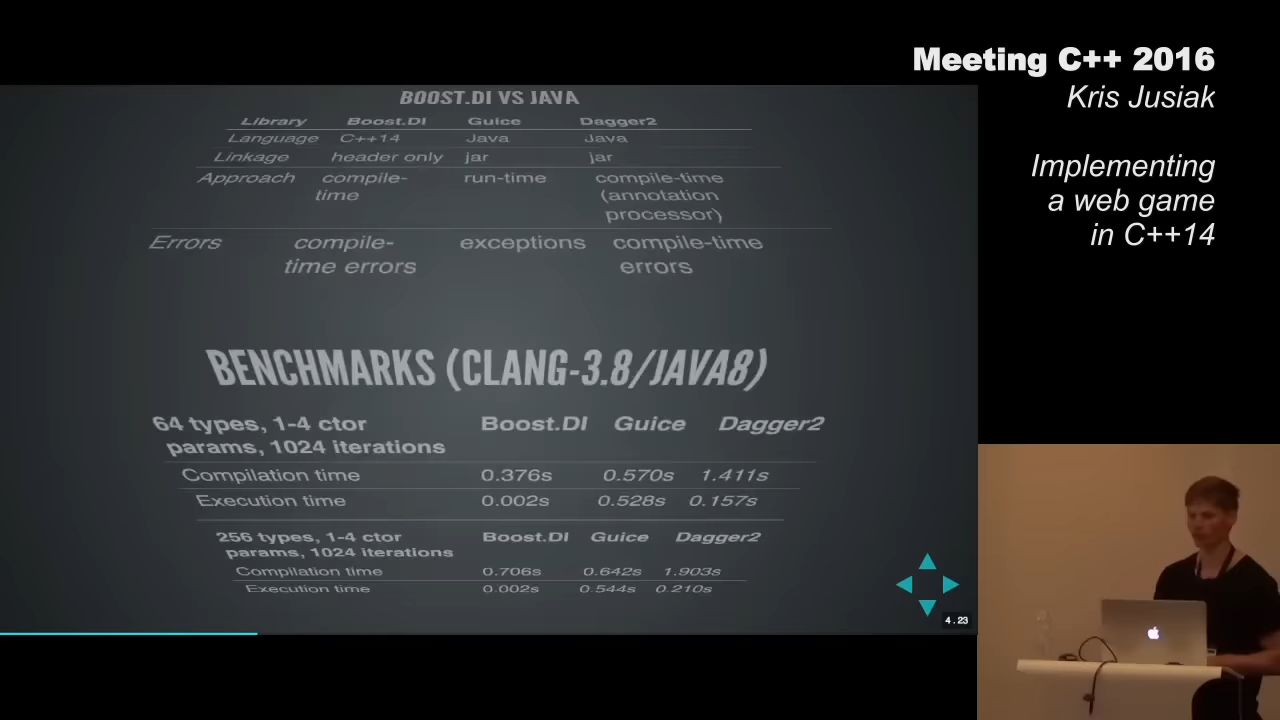 Meeting C++ 2016
Kris Jusiak
Implementing
a web game
in C++14
BOOST.DI VS JAVA
Library Boost.DI Guice Dagger2
Language C++14 Java Java
Linkage header only jar jar
Approach compile- run-time compile-time
time (annotation
processor)
Errors compile- exceptions compile-time
time errors errors
BENCHMARKS (CLANG-3.8/JAVA8)
64 types, 1-4 ctor Boost.DI Guice Dagger2
params, 1024 iterations
Compilation time 0.376s 0.570s 1.411s
Execution time 0.002s 0.528s 0.157s
256 types, 1-4 ctor Boost.DI Guice Dagger2
params, 1024 iterations
Compilation time 0.706s 0.642s 1.903s
Execution time 0.002s 0.544s 0.210s
4.23